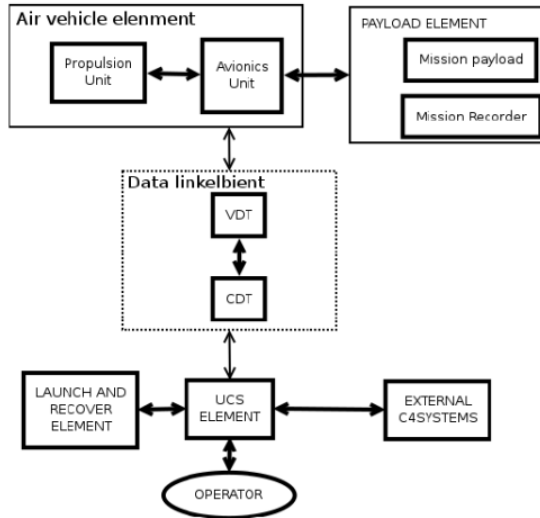 Air vehicle elenment
Propulsion
Unit
Avionics
Unit
PAYLOAD ELEMENT
Mission payload
Mission Recorder
Data linkelbient
VDT
CDT
LAUNCH AND
RECOVER
ELEMENT
UCS
ELEMENT
EXTERNAL
C4SYSTEMS
OPERATOR